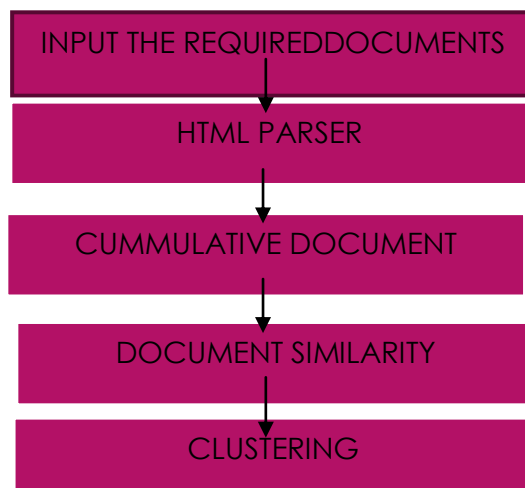 INPUT THE REQUIREDDOCUMENTS
HTML PARSER
CUMMULATIVE DOCUMENT
DOCUMENT SIMILARITY
CLUSTERING